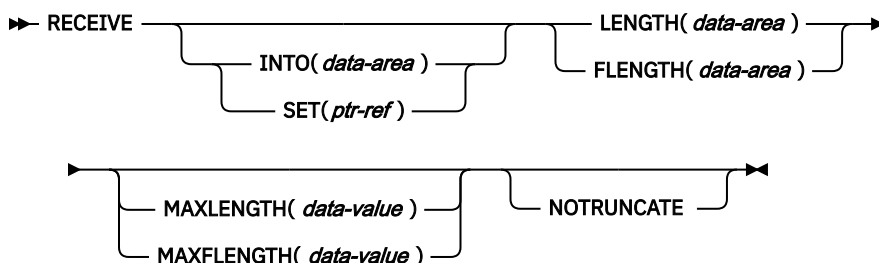 RECEIVE
INTO( data-area )
SET( ptr-ref )
LENGTH( data-area )
FLENGTH( data-area )
MAXLENGTH( data-value )
MAXFLENGTH( data-value )
NOTRUNCATE